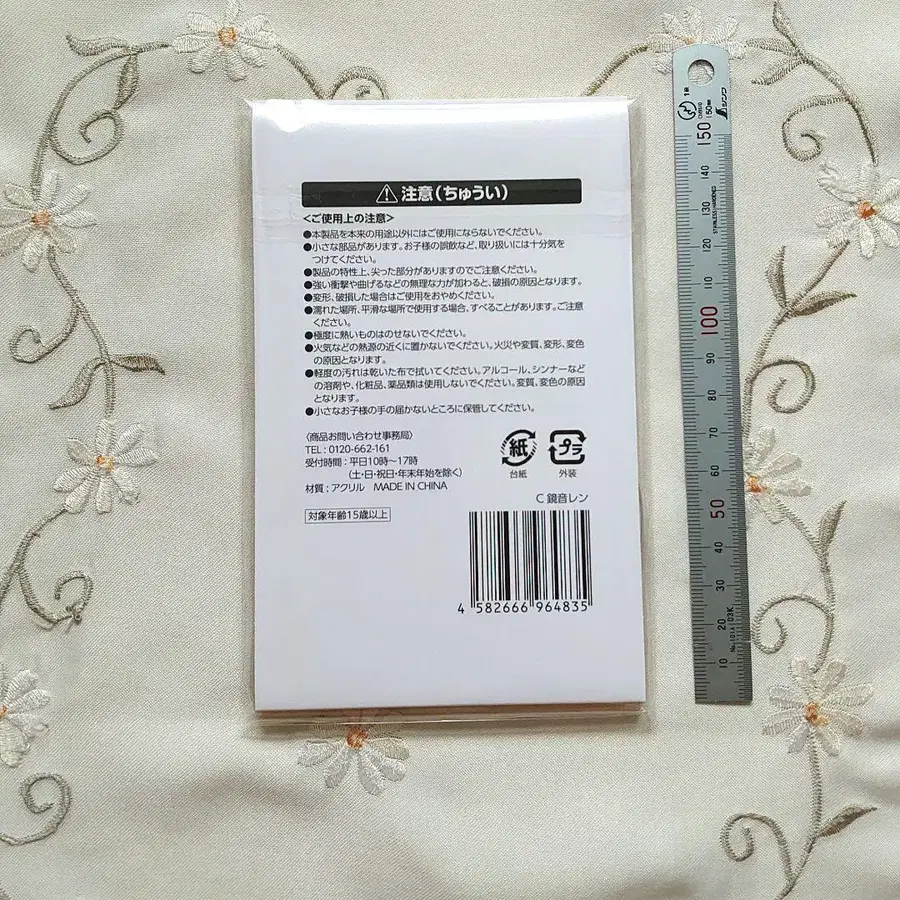 注意(ちゅうい)
<ご使用上の注意>
●本製品を本来の用途以外にはご使用にならないでください。
●小さな部品があります。お子様の誤飲など、取り扱いには十分気を
つけてください。
●製品の特性上、尖った部分がありますのでご注意ください。
●強い衝撃や曲げるなどの無理な力が加わると、破損の原因となります。
●変形、破損した場合はご使用をおやめください。
●濡れた場所、平滑な場所で使用する場合、すべることがあります。ご注意
ください。
●極度に熱いものはのせないでください。
●火気などの熱源の近くに置かないでください。火災や変質、変形、変色
の原因となります。
●軽度の汚れは乾いた布で拭いてください。アルコール、シンナーなど
の溶剤や、化粧品、薬品類は使用しないでください。変質、変色の原因
となります。
●小さなお子様の手の届かないところに保管してください。
〈商品お問い合わせ事務局〉
TEL:0120-662-161
受付時間:平日10時〜17時
(土・日・祝日・年末年始を除く)
材質:アクリル MADE IN CHINA
対象年齢15歳以上
紙
台紙
プラ
外装
C 鏡音レン
4 582666 964835
シンワ
150
140
130
120
110
100
90
80
70
60
50
40
30
20
10